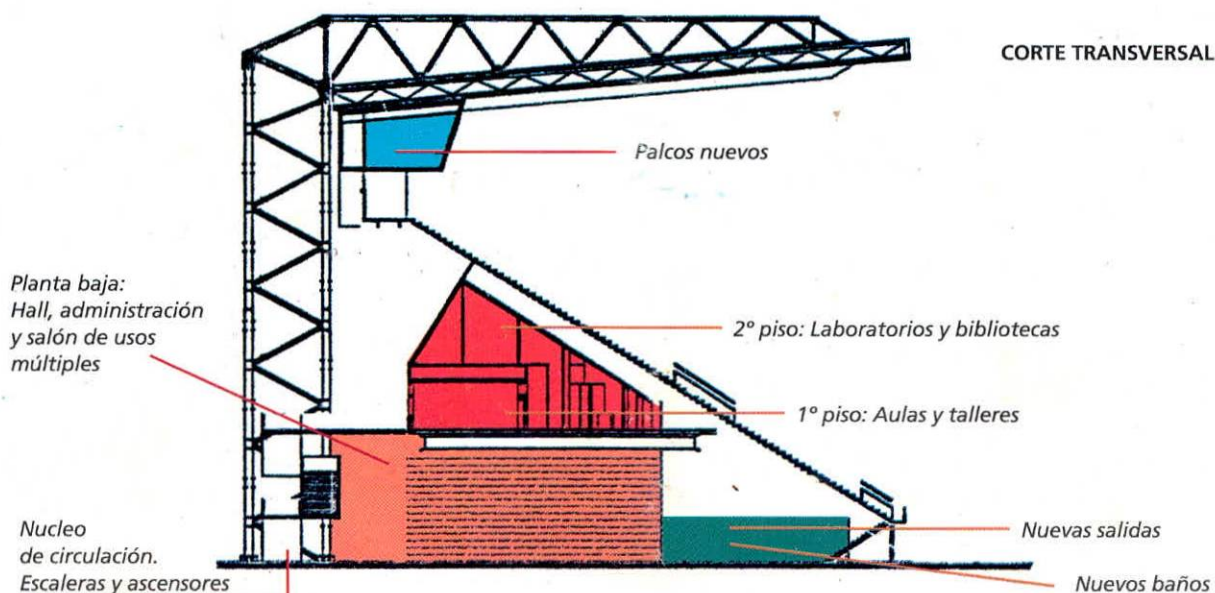 CORTE TRANSVERSAL
Palcos nuevos
Planta baja:
Hall, administración
y salón de usos
múltiples
2º piso: Laboratorios y bibliotecas
1º piso: Aulas y talleres
Nucleo
de circulación.
Escaleras y ascensores
Nuevas salidas
Nuevos baños